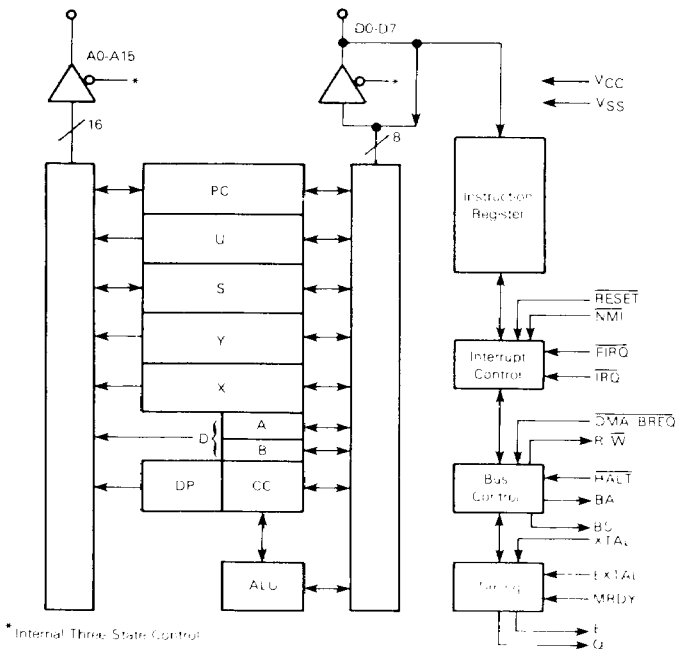 A0-A15
*
16
D0-D7
*
8
VCC
VSS
PC
U
S
Y
X
D{
A
B
DP
CC
ALU
Instruction
Register
RESET
NMI
Interrupt
Control
FIRQ
IRQ
DMA BREQ
R/W
Bus
Control
HALT
BA
BS
XTAL
Timing
EXTAL
MRDY
E
Q
* Internal Three State Control